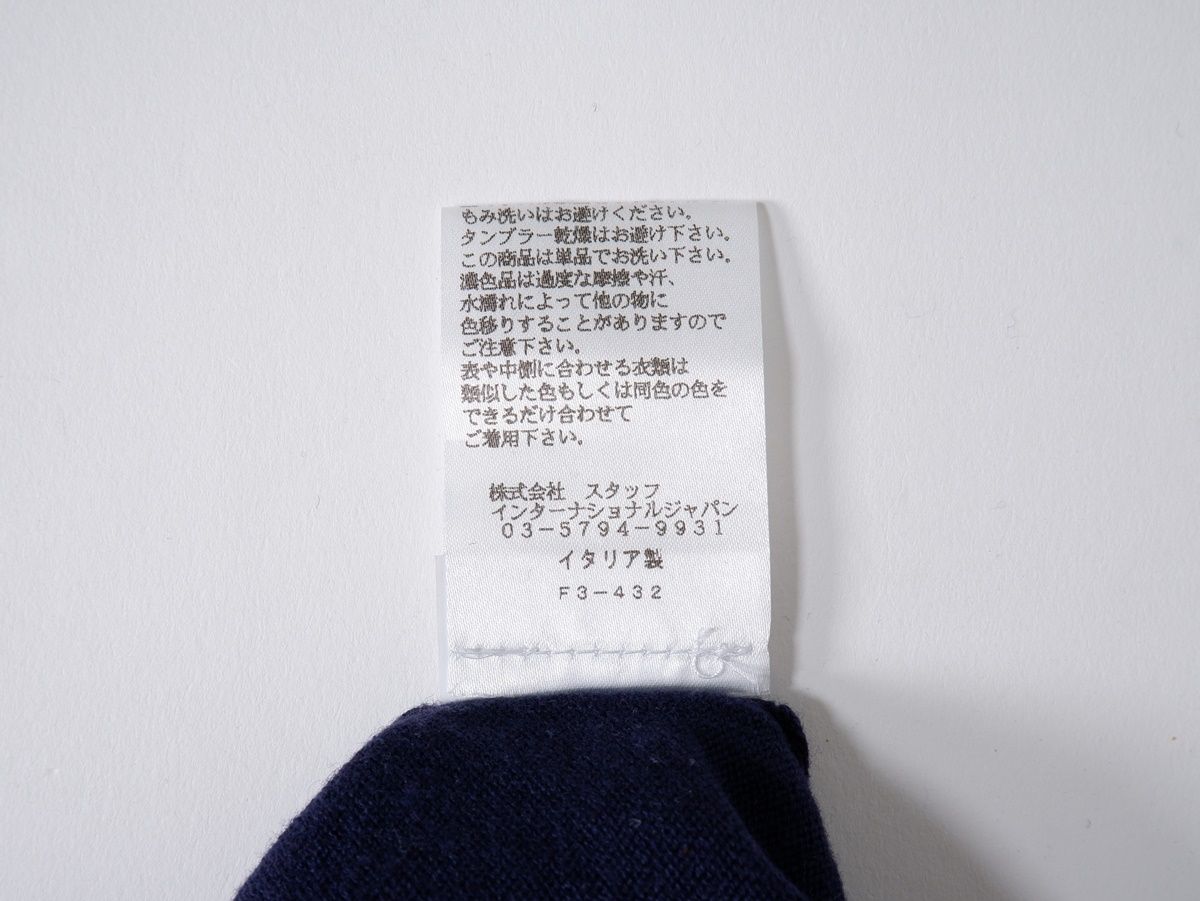 もみ洗いはお避けください。
タンブラー乾燥はお避け下さい。
この商品は単品でお洗い下さい。
濃色品は過度な摩擦や汗、
水濡れによって他の物に
色移りすることがありますので
ご注意下さい。
表や中側に合わせる衣類は
類似した色もしくは同色の色を
できるだけ合わせて
ご着用下さい。
株式会社　スタッフ
インターナショナルジャパン
03-5794-9931
イタリア製
F3-432